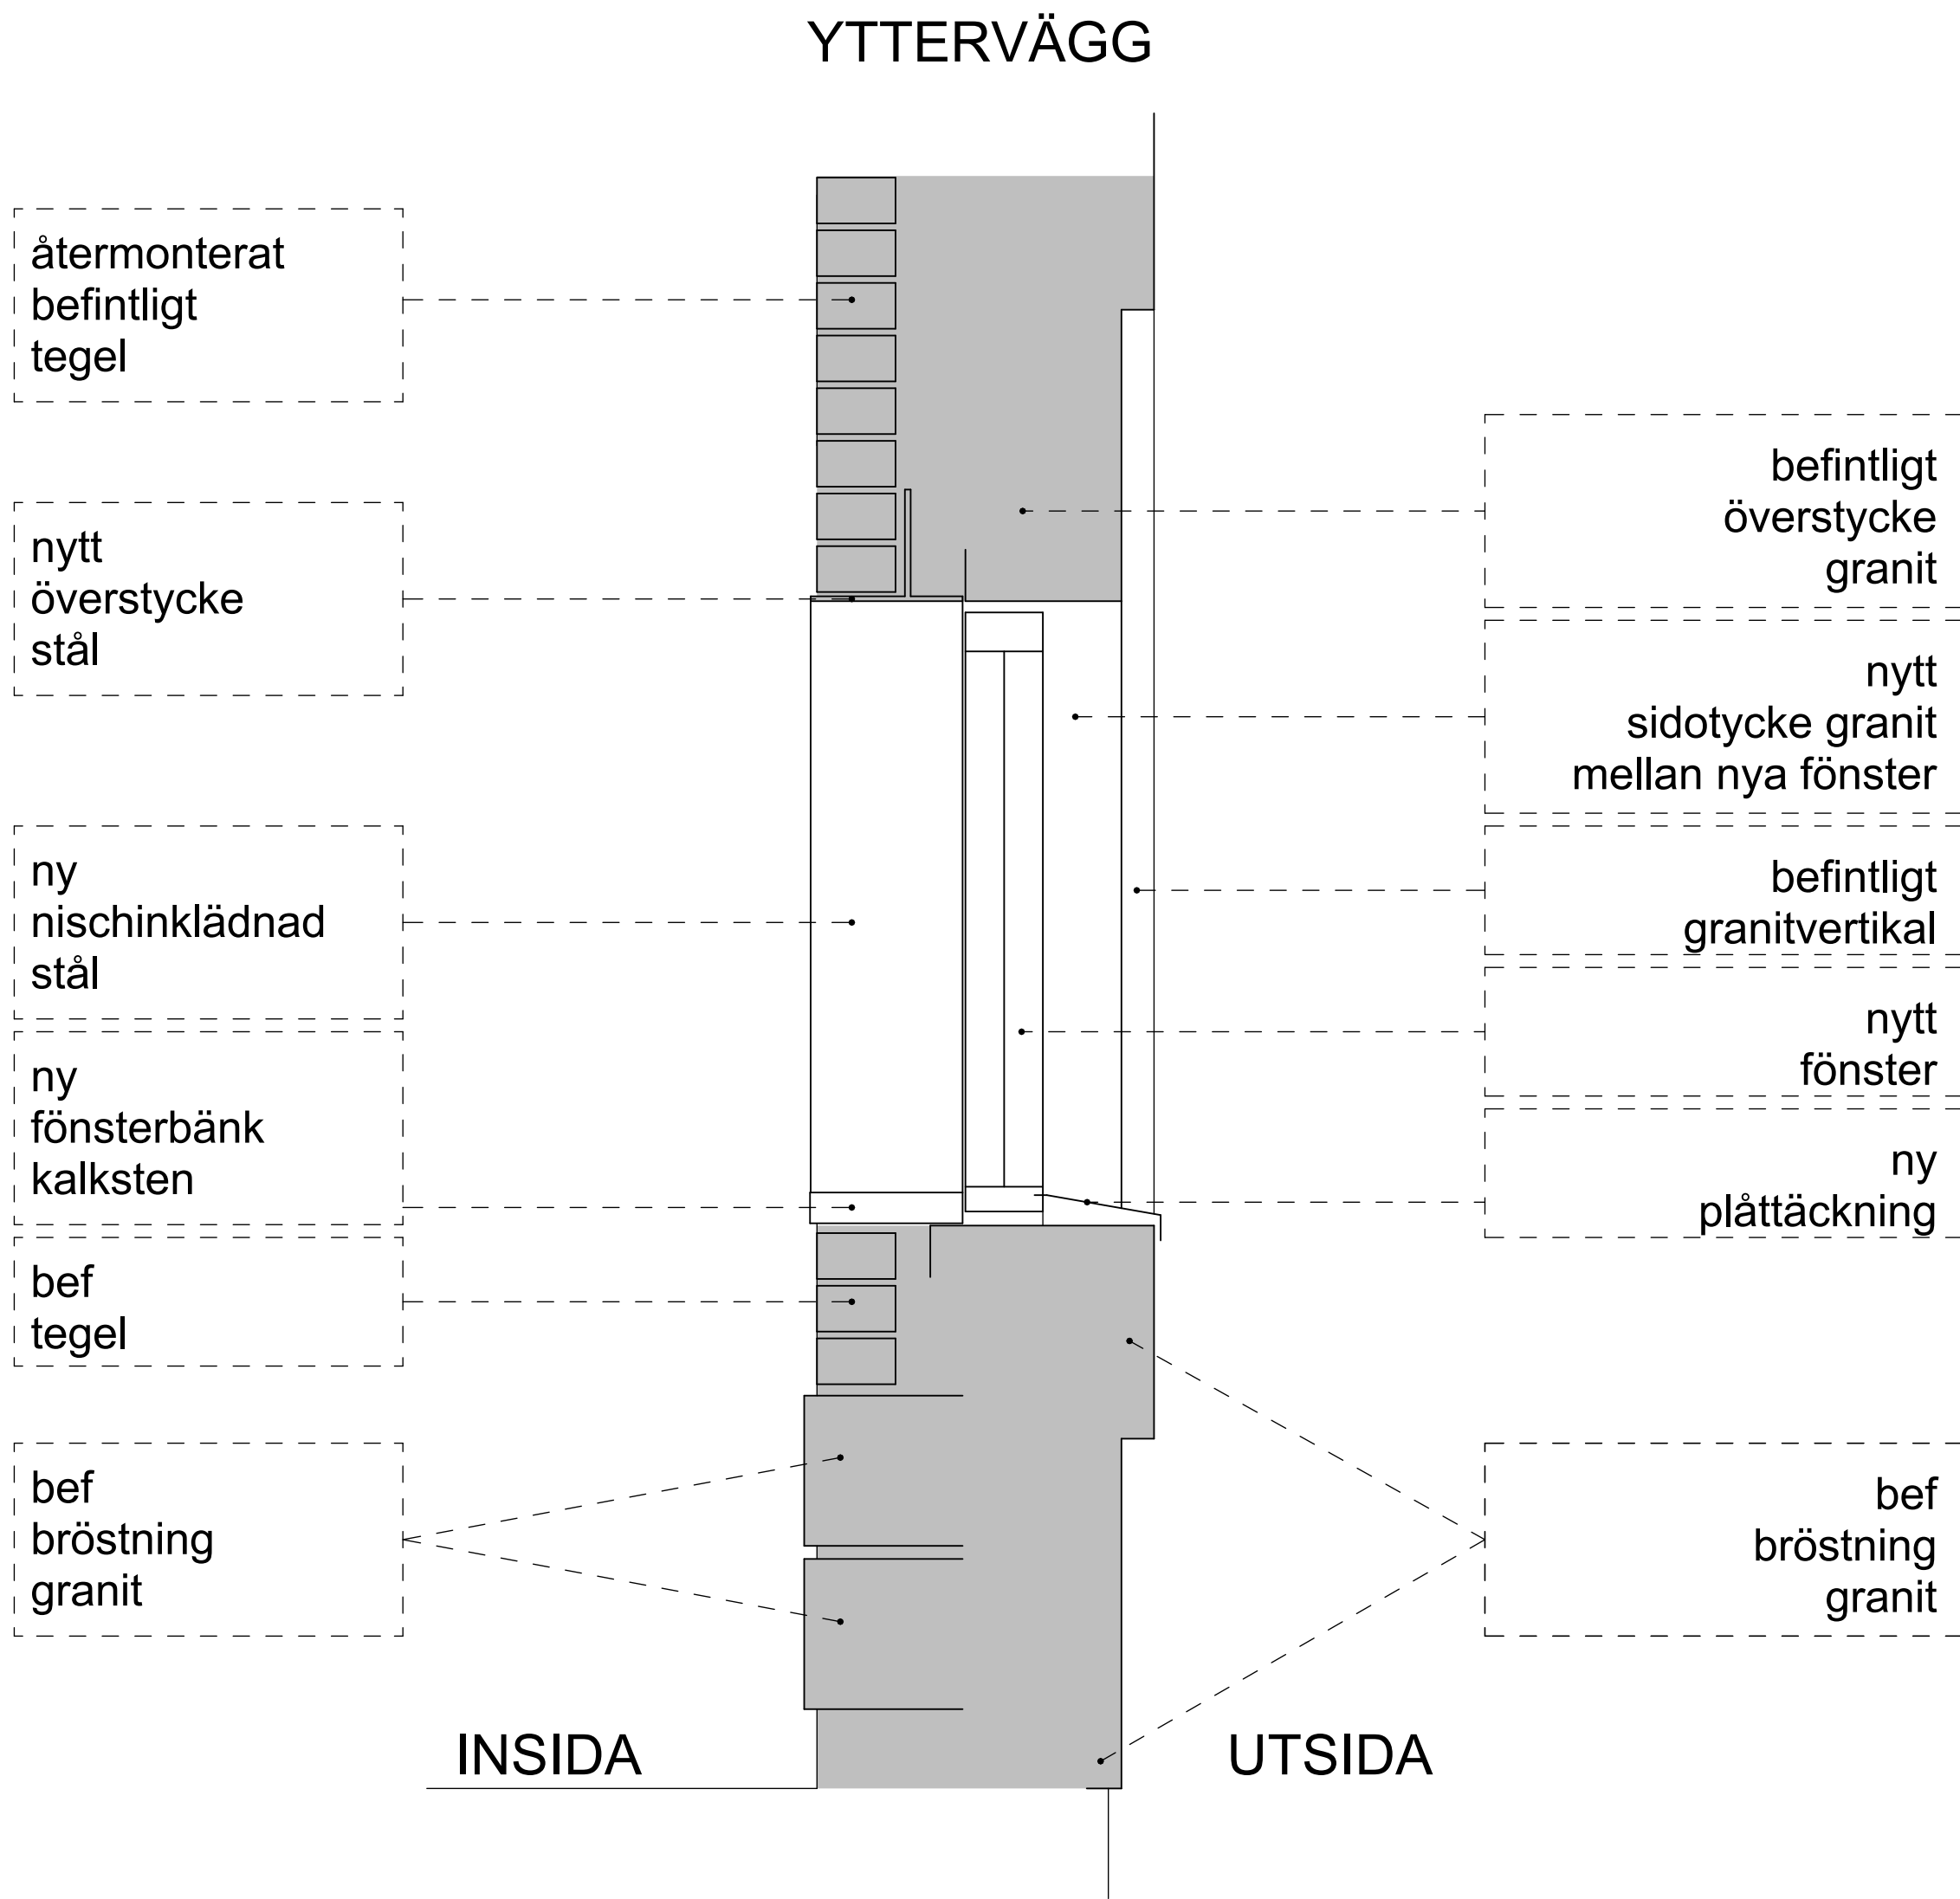 YTTERVÄGG
återmonterat
befintligt
tegel
nytt
överstycke
stål
ny
nischinklädnad
stål
ny
fönsterbänk
kalksten
bef
tegel
bef
bröstning
granit
befintligt
överstycke
granit
nytt
sidotycke granit
mellan nya fönster
befintligt
granitvertikal
nytt
fönster
ny
plåttäckning
bef
bröstning
granit
INSIDA
UTSIDA